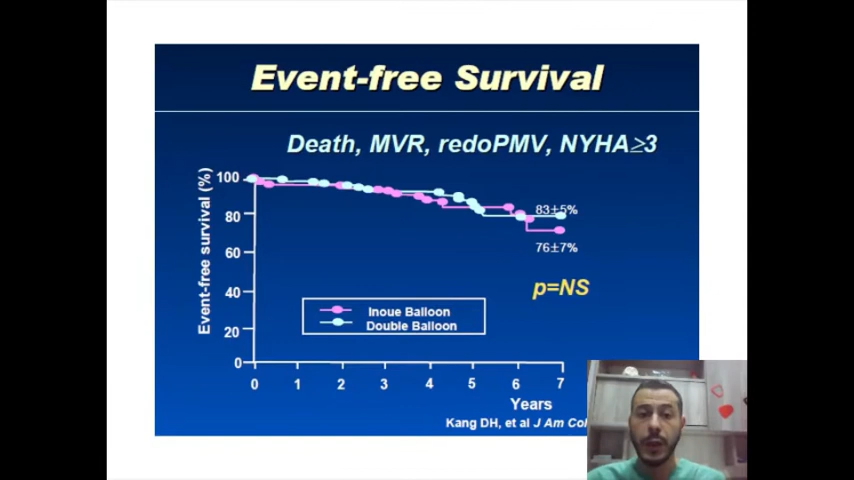 Event-free Survival
Death, MVR, redoPMV, NYHA≥3
Event-free survival (%)
100
80
60
40
20
0
83±5%
76±7%
p=NS
Inoue Balloon
Double Balloon
0 1 2 3 4 5 6 7
Years
Kang DH, et al J Am Col